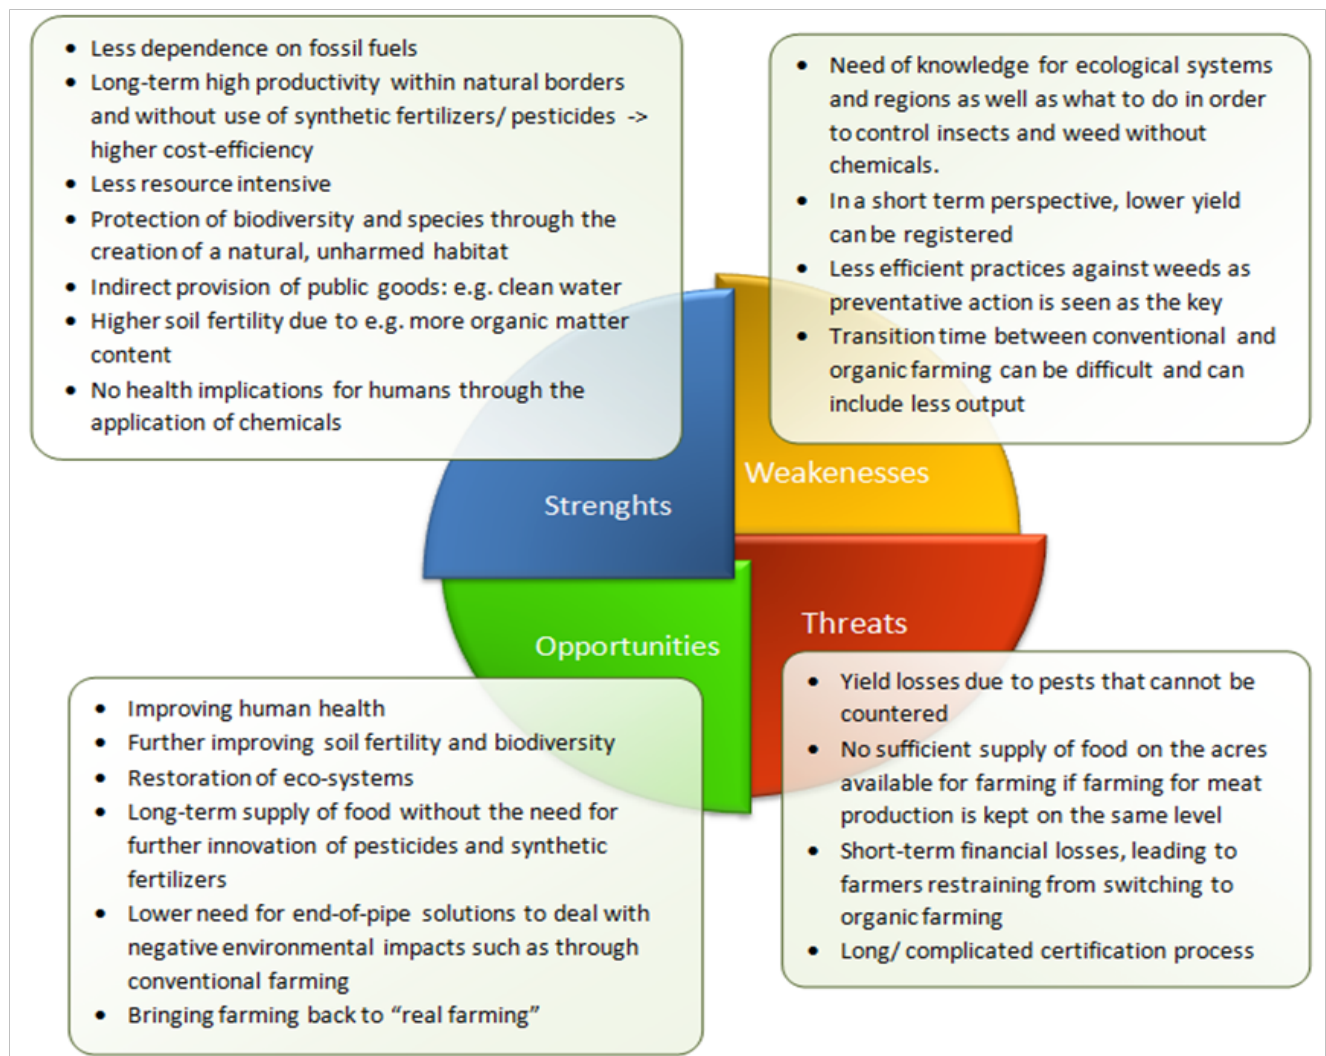 • Less dependence on fossil fuels
• Long-term high productivity within natural borders
and without use of synthetic fertilizers/ pesticides ->
higher cost-efficiency
• Less resource intensive
• Protection of biodiversity and species through the
creation of a natural, unharmed habitat
• Indirect provision of public goods: e.g. clean water
• Higher soil fertility due to e.g. more organic matter
content
• No health implications for humans through the
application of chemicals
• Need of knowledge for ecological systems
and regions as well as what to do in order
to control insects and weed without
chemicals.
• In a short term perspective, lower yield
can be registered
• Less efficient practices against weeds as
preventative action is seen as the key
• Transition time between conventional and
organic farming can be difficult and can
include less output
Strenghts
Weakenesses
Opportunities
Threats
• Improving human health
• Further improving soil fertility and biodiversity
• Restoration of eco-systems
• Long-term supply of food without the need for
further innovation of pesticides and synthetic
fertilizers
• Lower need for end-of-pipe solutions to deal with
negative environmental impacts such as through
conventional farming
• Bringing farming back to “real farming”
• Yield losses due to pests that cannot be
countered
• No sufficient supply of food on the acres
available for farming if farming for meat
production is kept on the same level
• Short-term financial losses, leading to
farmers restraining from switching to
organic farming
• Long/ complicated certification process